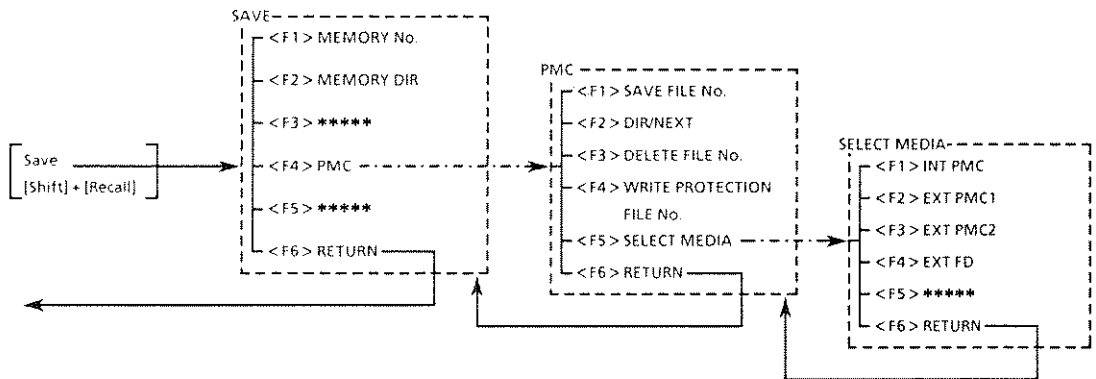 SAVE
<F1> MEMORY No.
<F2> MEMORY DIR
<F3> *****
<F4> PMC
<F5> *****
<F6> RETURN
Save
[Shift] + [Recall]
PMC
<F1> SAVE FILE No.
<F2> DIR/NEXT
<F3> DELETE FILE No.
<F4> WRITE PROTECTION
FILE No.
<F5> SELECT MEDIA
<F6> RETURN
SELECT MEDIA
<F1> INT PMC
<F2> EXT PMC1
<F3> EXT PMC2
<F4> EXT FD
<F5> *****
<F6> RETURN